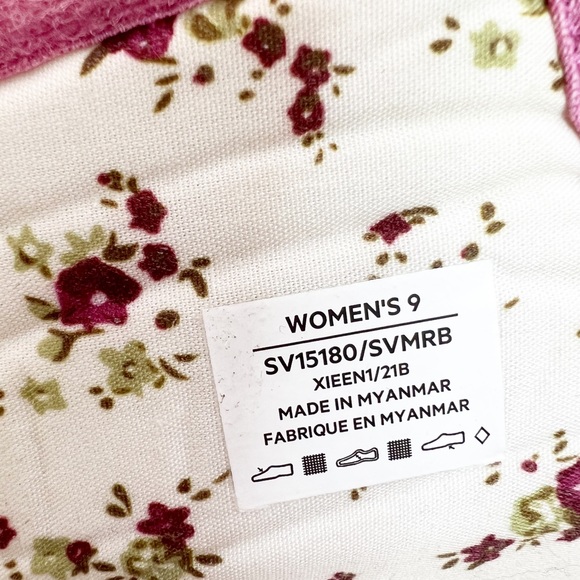 WOMEN'S 9
SV15180/SVMRB
XIEEN1/21B
MADE IN MYANMAR
FABRIQUE EN MYANMAR